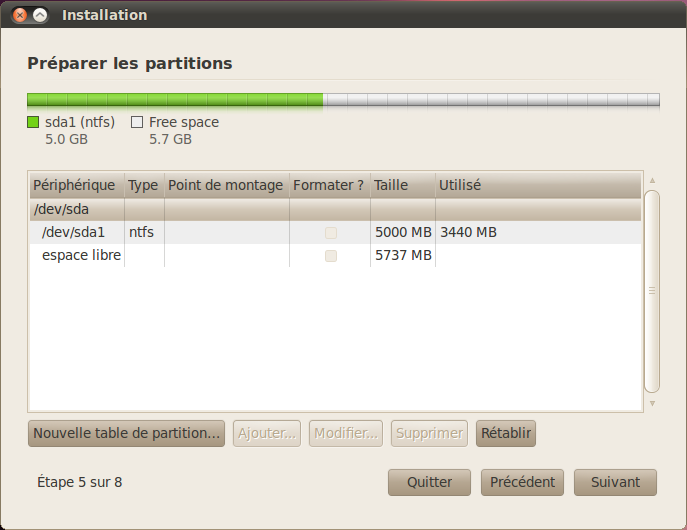 Installation
Préparer les partitions
sda1 (ntfs) Free space
5.0 GB 5.7 GB
Périphérique Type Point de montage Formater ? Taille Utilisé
/dev/sda
/dev/sda1 ntfs 5000 MB 3440 MB
espace libre 5737 MB
Nouvelle table de partition... Ajouter... Modifier... Supprimer Rétablir
Étape 5 sur 8 Quitter Précédent Suivant